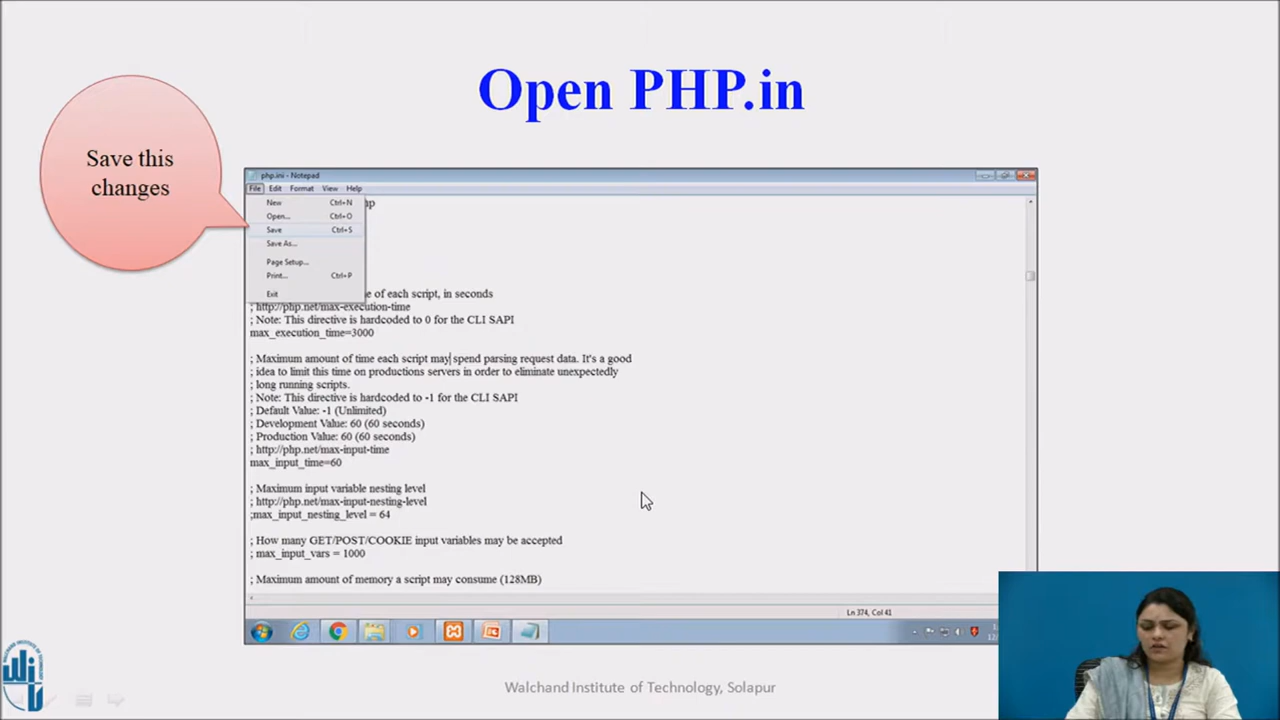 Open PHP.in
Save this
changes
php.ini - Notepad
File Edit Format View Help
New Ctrl+N
Open... Ctrl+O
Save Ctrl+S
Save As...
Page Setup...
Print... Ctrl+P
Exit
hp
e of each script, in seconds
; http://php.net/max-execution-time
; Note: This directive is hardcoded to 0 for the CLI SAPI
max_execution_time=3000
; Maximum amount of time each script may spend parsing request data. It's a good
; idea to limit this time on productions servers in order to eliminate unexpectedly
; long running scripts.
; Note: This directive is hardcoded to -1 for the CLI SAPI
; Default Value: -1 (Unlimited)
; Development Value: 60 (60 seconds)
; Production Value: 60 (60 seconds)
; http://php.net/max-input-time
max_input_time=60
; Maximum input variable nesting level
; http://php.net/max-input-nesting-level
;max_input_nesting_level = 64
; How many GET/POST/COOKIE input variables may be accepted
; max_input_vars = 1000
; Maximum amount of memory a script may consume (128MB)
Ln 374, Col 41
Walchand Institute of Technology, Solapur